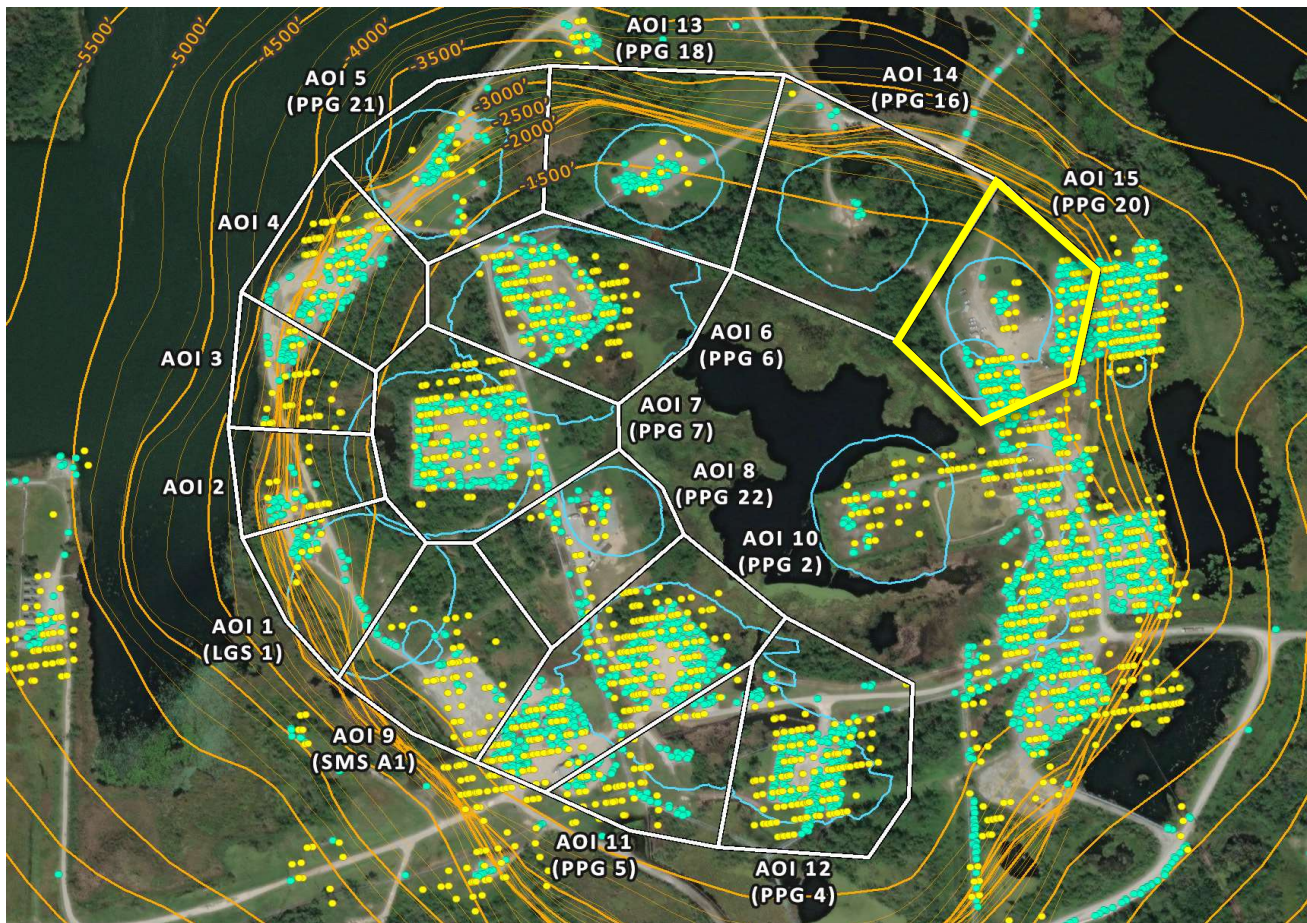 -5500'
-5000'
-4500'
-4000'
-3500'
-3000'
-2500'
-2000'
-1500'
AOI 13
(PPG 18)
AOI 5
(PPG 21)
AOI 14
(PPG 16)
AOI 15
(PPG 20)
AOI 4
AOI 3
AOI 6
(PPG 6)
AOI 7
(PPG 7)
AOI 2
AOI 8
(PPG 22)
AOI 10
(PPG 2)
AOI 1
(LGS 1)
AOI 9
(SMS A1)
AOI 11
(PPG 5)
AOI 12
(PPG 4)